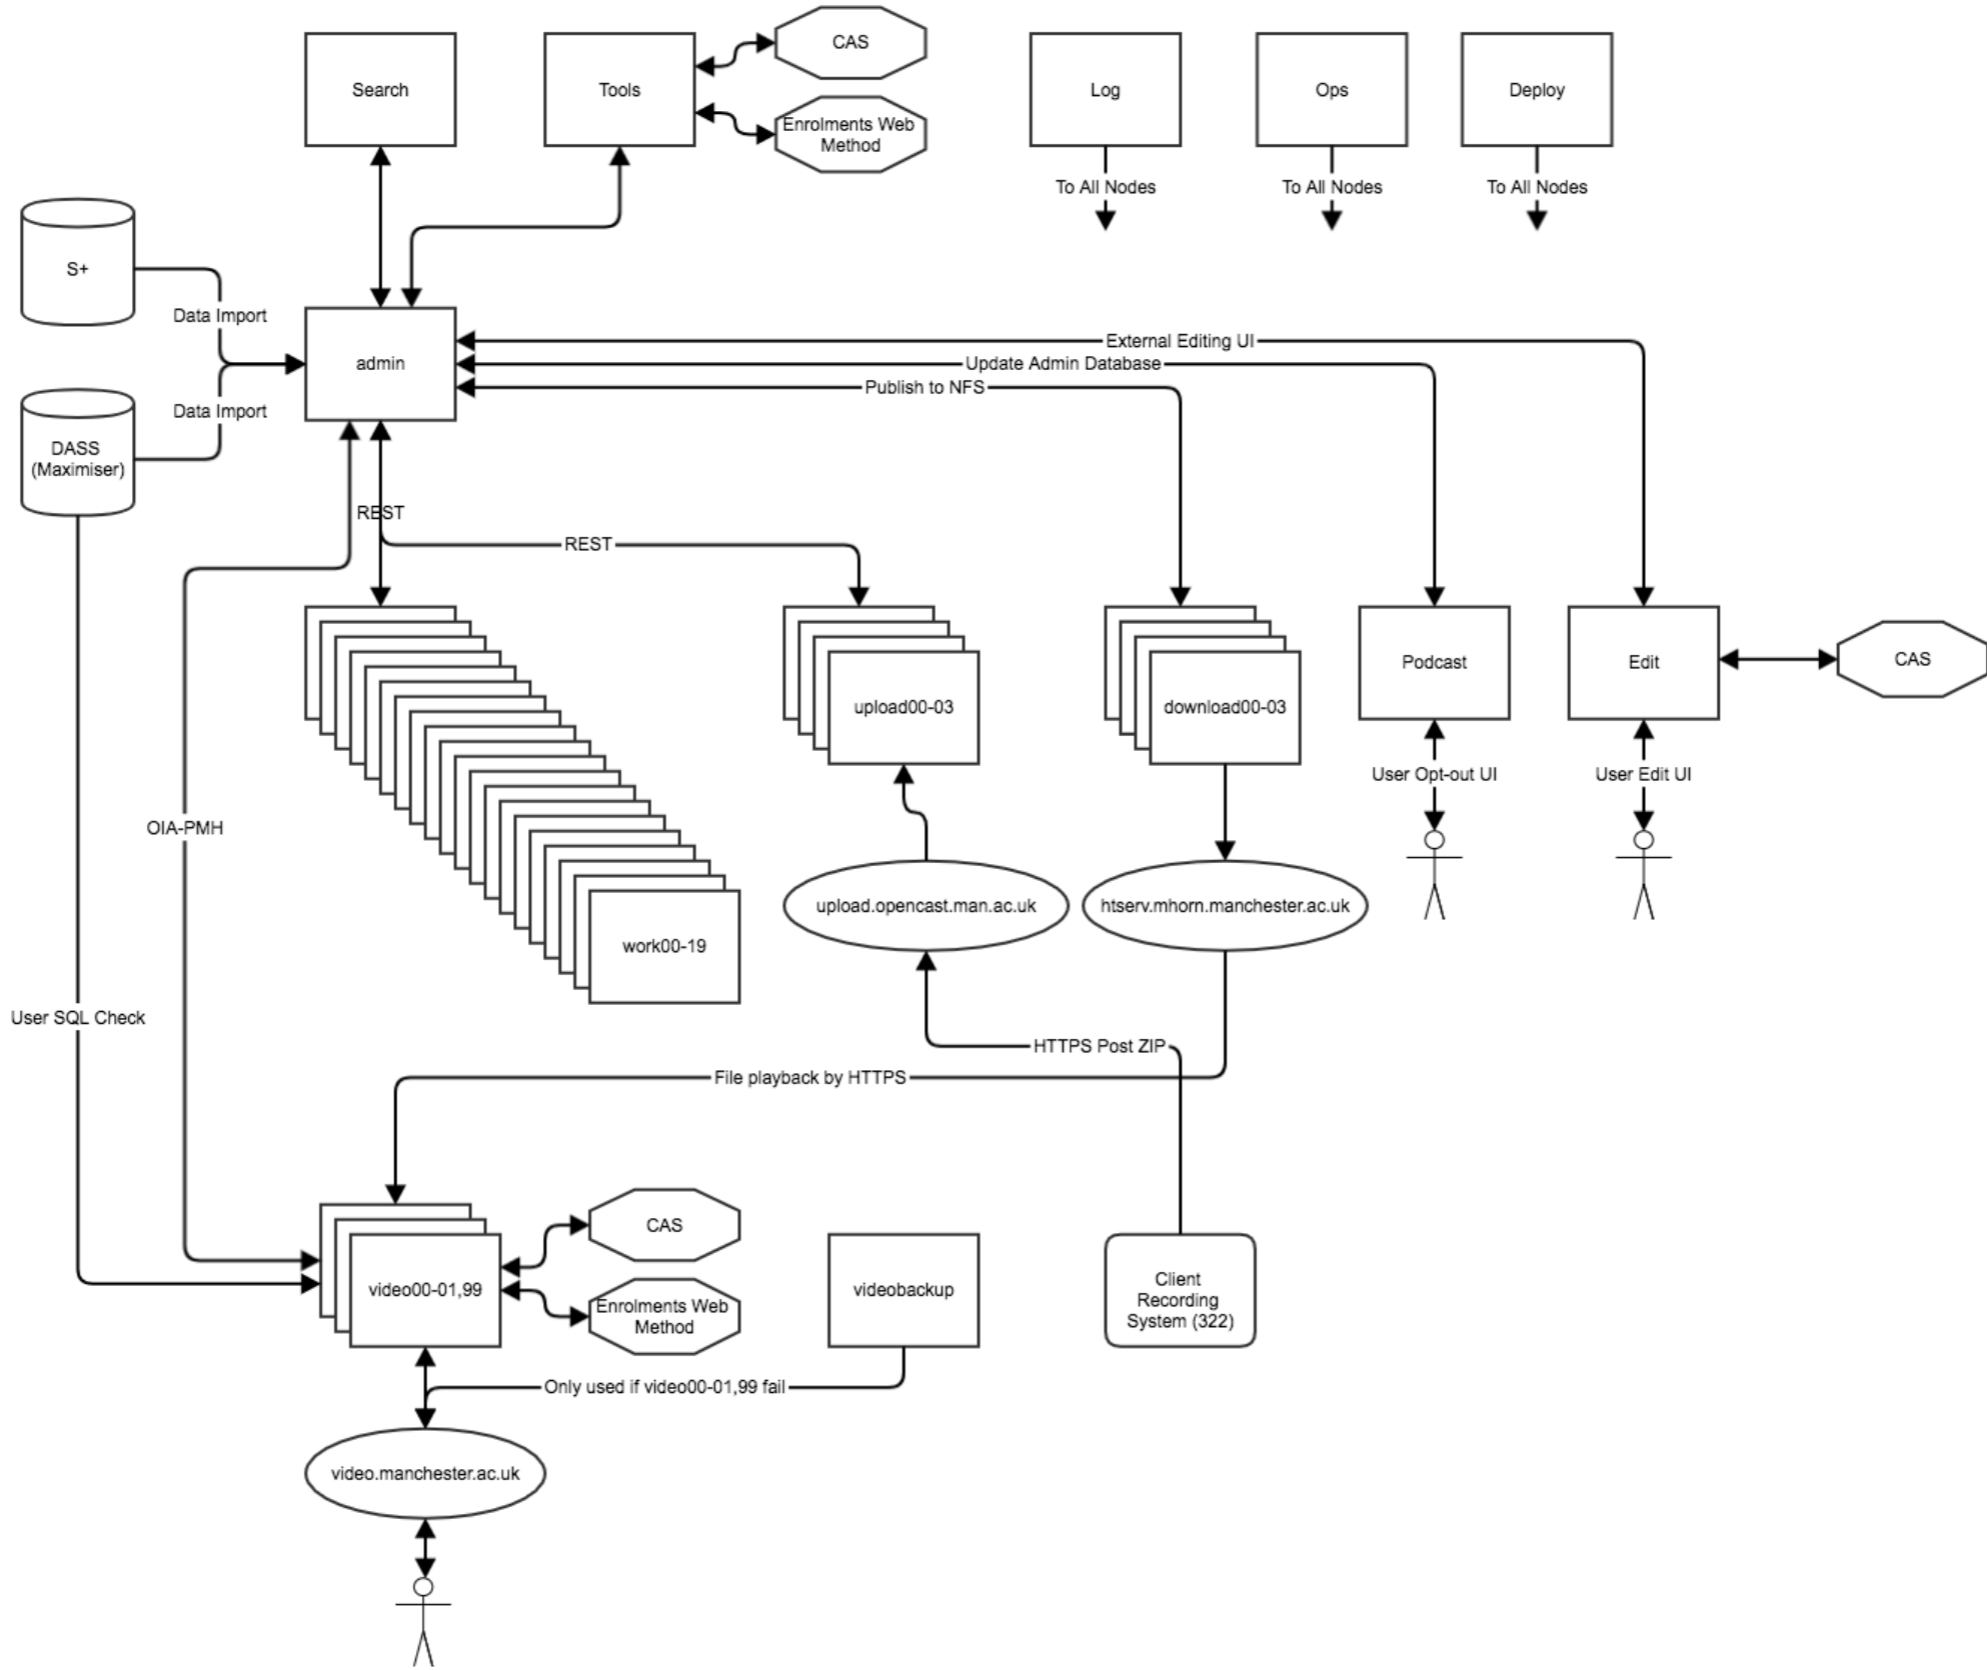 CAS
Search
Tools
Log
Ops
Deploy
Enrolments Web
Method
To All Nodes
To All Nodes
To All Nodes
S+
Data Import
External Editing UI
admin
Update Admin Database
Publish to NFS
Data Import
DASS
(Maximiser)
REST
REST
Podcast
Edit
CAS
upload00-03
download00-03
User Opt-out UI
User Edit UI
OIA-PMH
upload.opencast.man.ac.uk
htserv.mhorn.manchester.ac.uk
work00-19
User SQL Check
HTTPS Post ZIP
File playback by HTTPS
CAS
video00-01,99
videobackup
Client
Recording
System (322)
Enrolments Web
Method
Only used if video00-01,99 fail
video.manchester.ac.uk